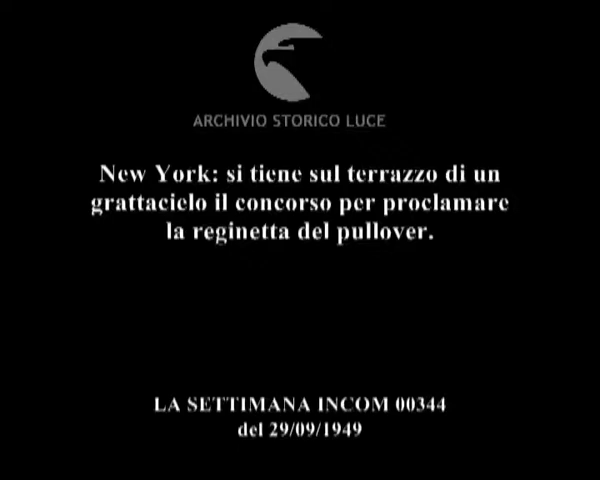 ARCHIVIO STORICO LUCE
New York: si tiene sul terrazzo di un
grattacielo il concorso per proclamare
la reginetta del pullover.
LA SETTIMANA INCOM 00344
del 29/09/1949